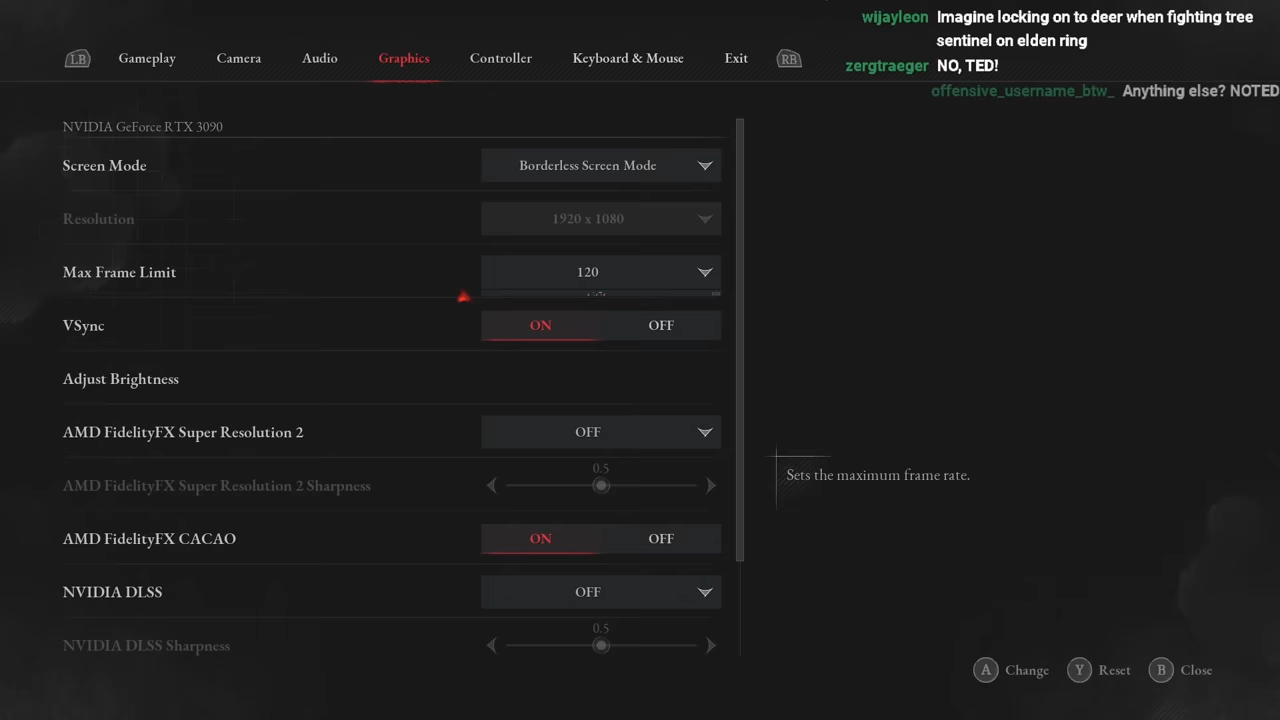 wijayleon Imagine locking on to deer when fighting tree
sentinel on elden ring
zergtraeger NO, TED!
offensive_username_btw_ Anything else? NOTED
LB Gameplay Camera Audio Graphics Controller Keyboard & Mouse Exit RB
NVIDIA GeForce RTX 3090
Screen Mode Borderless Screen Mode
Resolution 1920 x 1080
Max Frame Limit 120
VSync ON OFF
Adjust Brightness
AMD FidelityFX Super Resolution 2 OFF
0.5
AMD FidelityFX Super Resolution 2 Sharpness
Sets the maximum frame rate.
AMD FidelityFX CACAO ON OFF
NVIDIA DLSS OFF
0.5
NVIDIA DLSS Sharpness
A Change Y Reset B Close